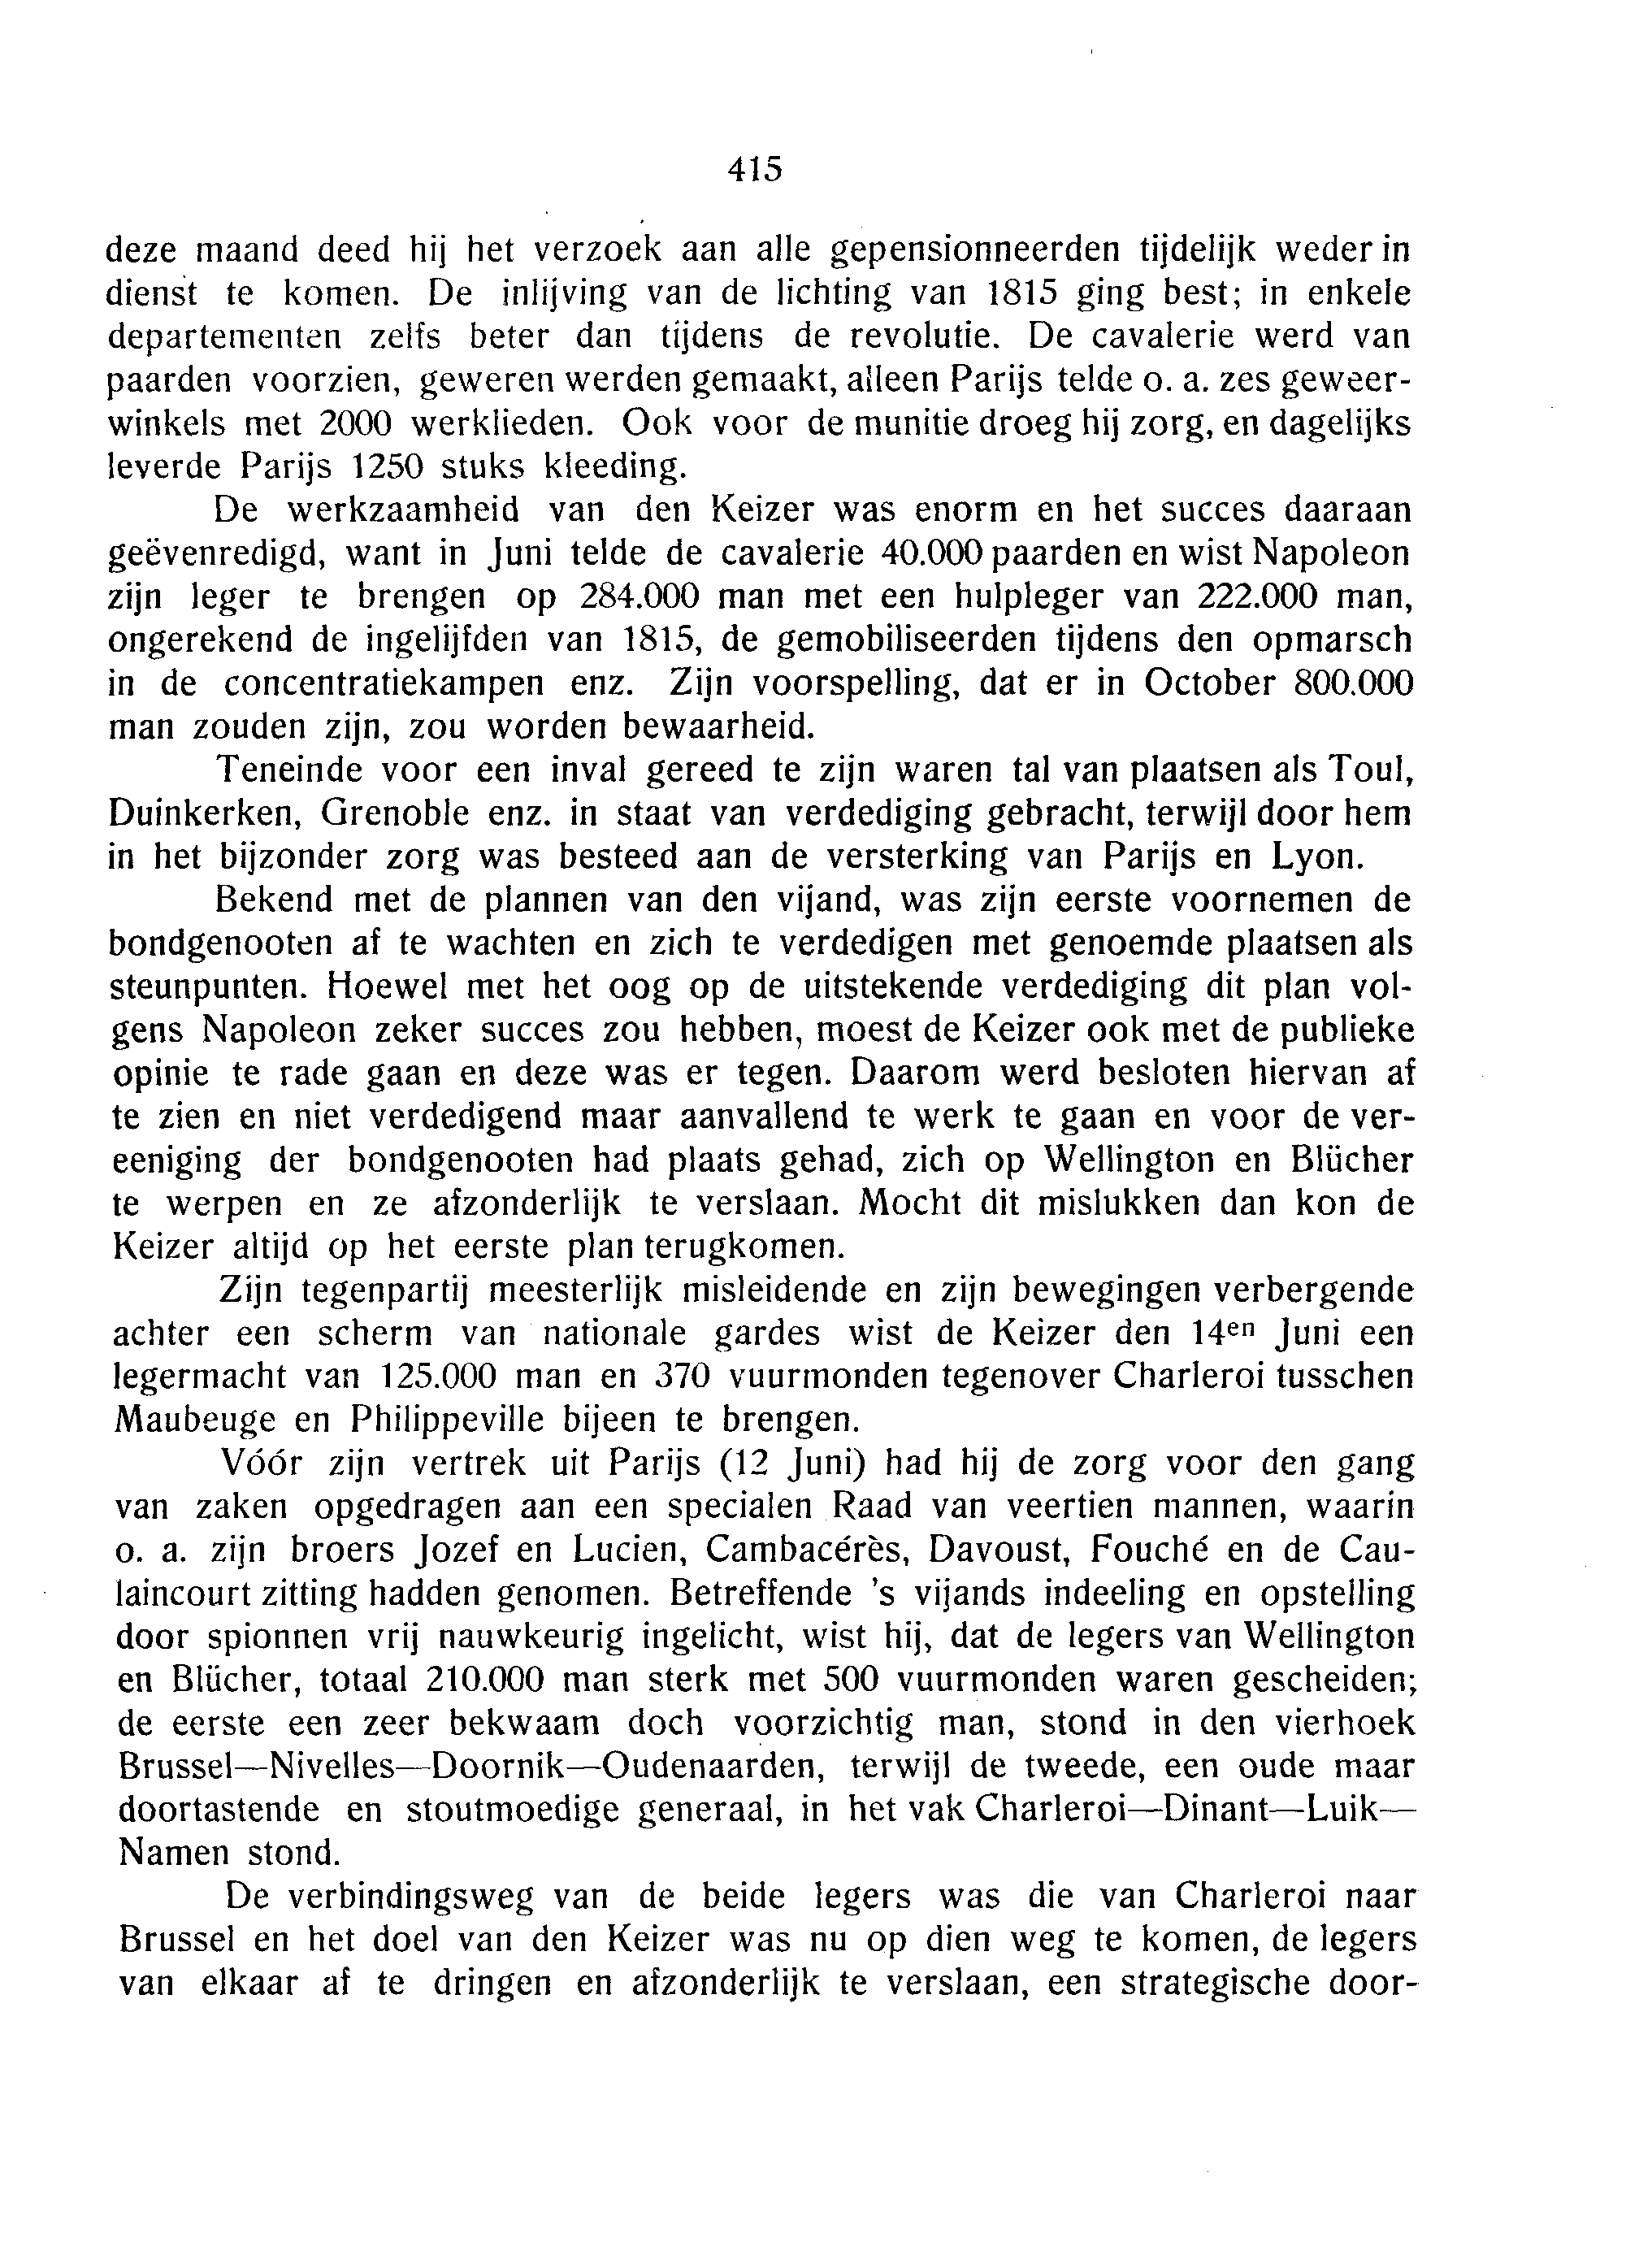 415
deze maand deed hij het verzoek aan alle gepensionneerden tijdelijk weder in
dienst te komen. De inlijving van de lichting van 1815 ging best; in enkele
departementen zelfs beter dan tijdens de revolutie. De cavalerie werd van
paarden voorzien, geweren werden gemaakt, alleen Parijs telde o. a. zes geweer-
winkels met 2000 werklieden. Ook voor de munitie droeg hij zorg, en dagelijks
leverde Parijs 1250 stuks kleeding.
De werkzaamheid van den Keizer was enorm en het succes daaraan
geëvenredigd, want in Juni telde de cavalerie 40.000 paarden en wist Napoleon
zijn leger te brengen op 284.000 man met een hulpleger van 222.000 man,
ongerekend de ingelijfden van 1815, de gemobiliseerden tijdens den opmarsch
in de concentratiekampen enz. Zijn voorspelling, dat er in October 800.000
man zouden zijn, zou worden bewaarheid.
Teneinde voor een inval gereed te zijn waren tal van plaatsen als Toul,
Duinkerken, Grenoble enz. in staat van verdediging gebracht, terwijl door hem
in het bijzonder zorg was besteed aan de versterking van Parijs en Lyon.
Bekend met de plannen van den vijand, was zijn eerste voornemen de
bondgenooten af te wachten en zich te verdedigen met genoemde plaatsen als
steunpunten. Hoewel met het oog op de uitstekende verdediging dit plan vol-
gens Napoleon zeker succes zou hebben, moest de Keizer ook met de publieke
opinie te rade gaan en deze was er tegen. Daarom werd besloten hiervan af
te zien en niet verdedigend maar aanvallend te werk te gaan en voor de ver-
eeniging der bondgenooten had plaats gehad, zich op Wellington en Blücher
te werpen en ze afzonderlijk te verslaan. Mocht dit mislukken dan kon de
Keizer altijd op het eerste plan terugkomen.
Zijn tegenpartij meesterlijk misleidende en zijn bewegingen verbergende
achter een scherm van nationale gardes wist de Keizer den 14en Juni een
legermacht van 125.000 man en 370 vuurmonden tegenover Charleroi tusschen
Maubeuge en Philippeville bijeen te brengen.
Vóór zijn vertrek uit Parijs (12 Juni) had hij de zorg voor den gang
van zaken opgedragen aan een specialen Raad van veertien mannen, waarin
o. a. zijn broers Jozef en Lucien, Cambacérès, Davoust, Fouché en de Cau-
laincourt zitting hadden genomen. Betreffende 's vijands indeeling en opstelling
door spionnen vrij nauwkeurig ingelicht, wist hij, dat de legers van Wellington
en Blücher, totaal 210.000 man sterk met 500 vuurmonden waren gescheiden;
de eerste een zeer bekwaam doch voorzichtig man, stond in den vierhoek
Brussel—Nivelles—Doornik—Oudenaarden, terwijl de tweede, een oude maar
doortastende en stoutmoedige generaal, in het vak Charleroi—Dinant—Luik—
Namen stond.
De verbindingsweg van de beide legers was die van Charleroi naar
Brussel en het doel van den Keizer was nu op dien weg te komen, de legers
van elkaar af te dringen en afzonderlijk te verslaan, een strategische door-